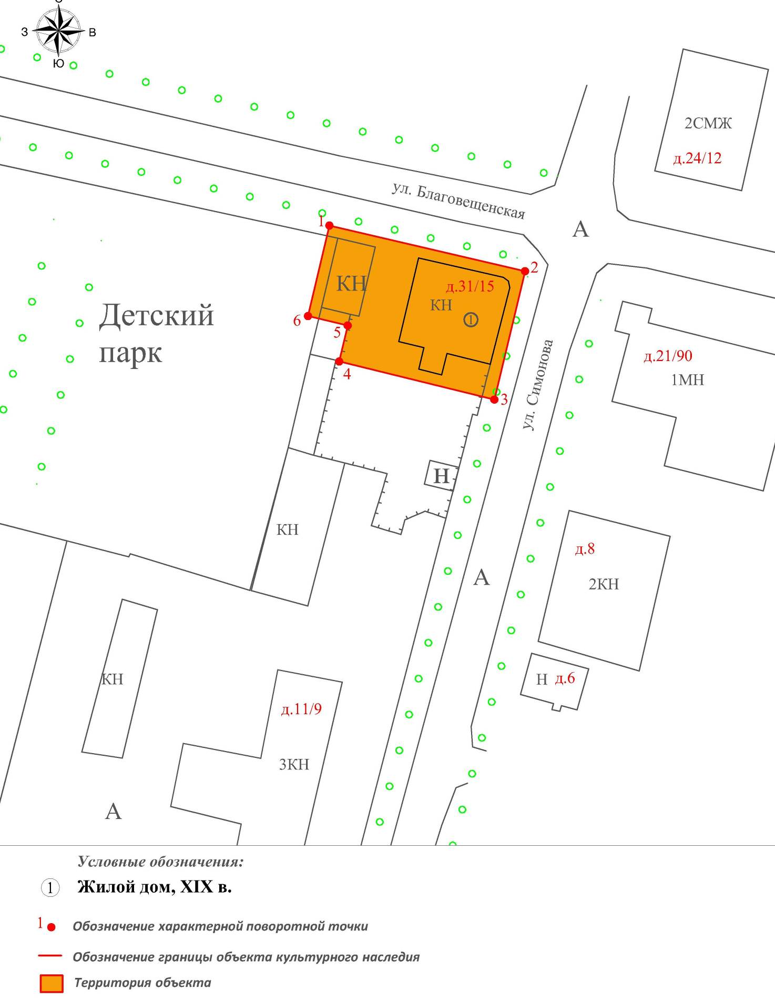 С
З
В
Ю
2СМЖ
д.24/12
ул. Благовещенская
1
А
2
КН
д.31/15
КН
1
Детский
парк
6
5
4
3
ул. Симонова
д.21/90
1МН
Н
КН
д.8
А
2КН
КН
Н
д.6
д.11/9
3КН
А
Условные обозначения:
1 Жилой дом, XIX в.
1 Обозначение характерной поворотной точки
Обозначение границы объекта культурного наследия
Территория объекта